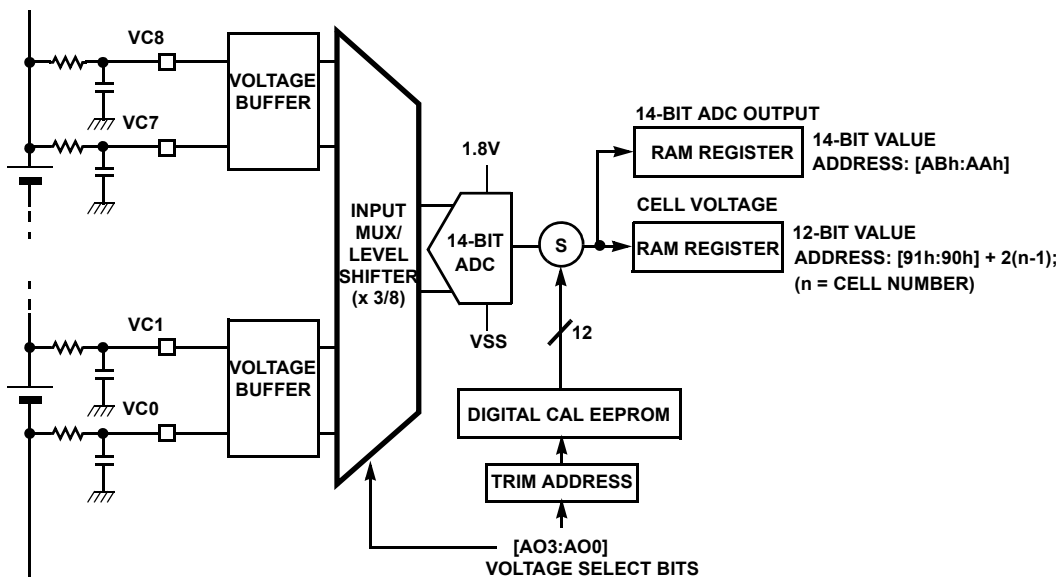 VC8
VOLTAGE
BUFFER
VC7
14-BIT ADC OUTPUT
RAM REGISTER
14-BIT VALUE
ADDRESS: [ABh:AAh]
1.8V
INPUT
MUX/
LEVEL
SHIFTER
(x 3/8)
14-BIT
ADC
S
CELL VOLTAGE
RAM REGISTER
12-BIT VALUE
ADDRESS: [91h:90h] + 2(n-1);
(n = CELL NUMBER)
VSS
12
VC1
VOLTAGE
BUFFER
VC0
DIGITAL CAL EEPROM
TRIM ADDRESS
[AO3:AO0]
VOLTAGE SELECT BITS